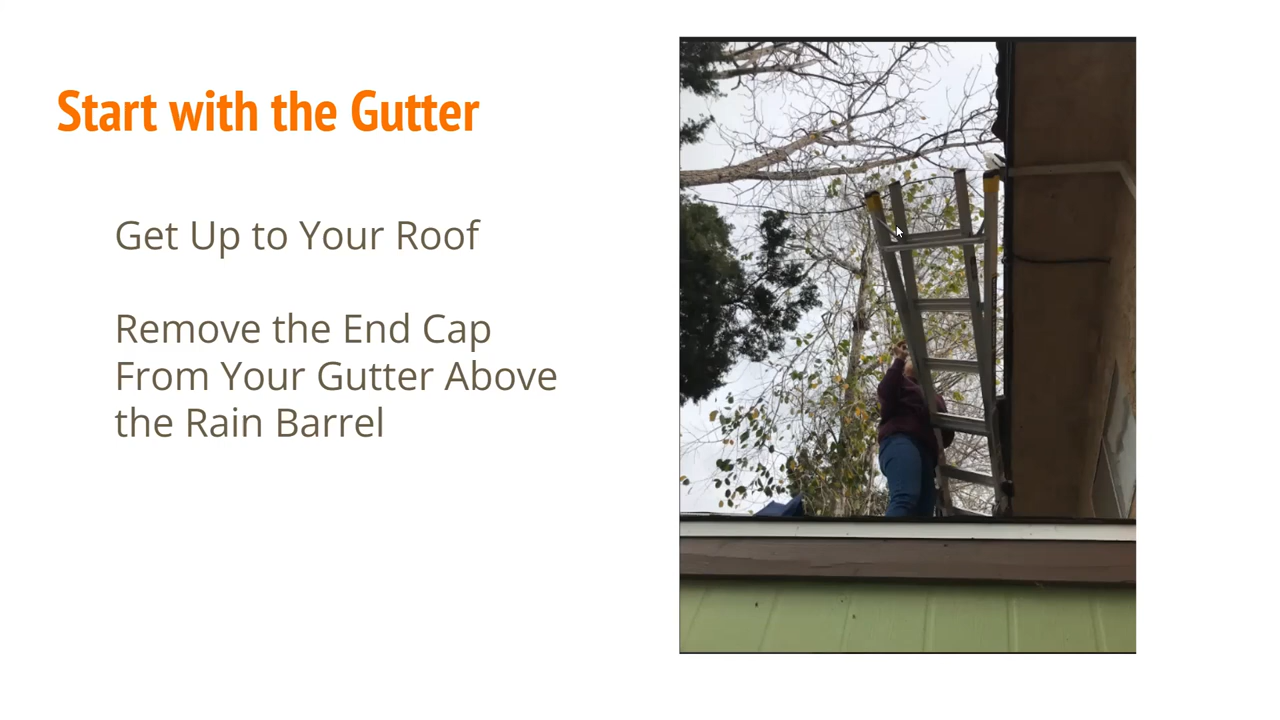 Start with the Gutter
Get Up to Your Roof
Remove the End Cap
From Your Gutter Above
the Rain Barrel